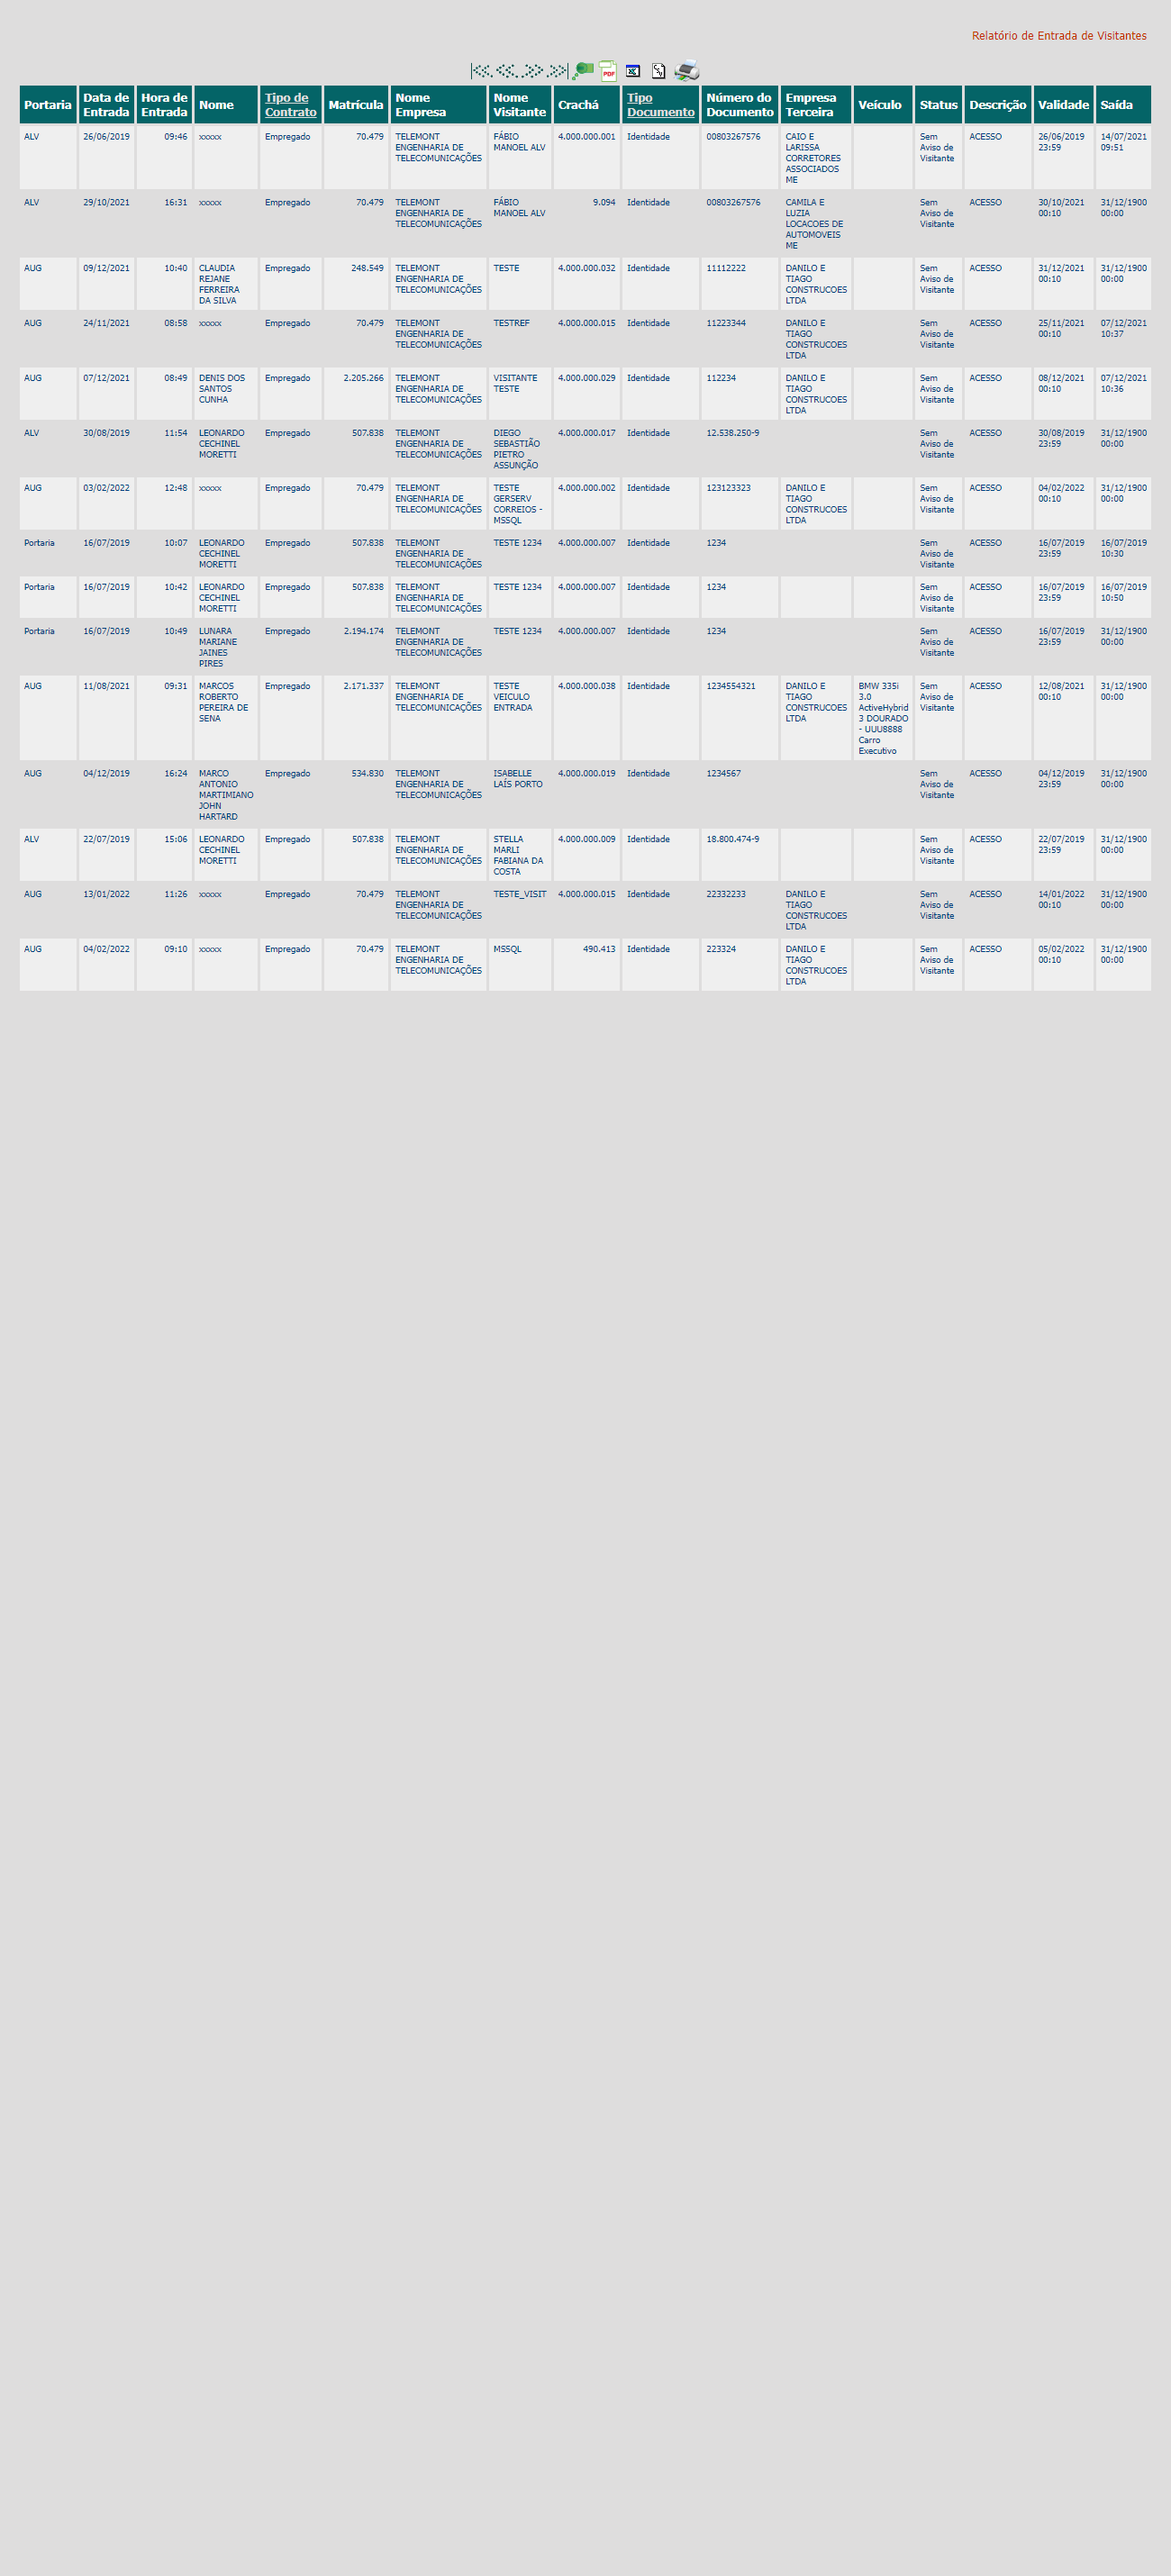 Relatório de Entrada de Visitantes
Portaria Data de Entrada Hora de Entrada Nome Tipo de Contrato Matrícula Nome Empresa Nome Visitante Crachá Tipo Documento Número do Documento Empresa Terceira Veículo Status Descrição Validade Saída
ALV 26/06/2019 09:46 xxxxx Empregado 70.479 TELEMONT ENGENHARIA DE TELECOMUNICAÇÕES FÁBIO MANOEL ALV 4.000.000.001 Identidade 00803267576 CAIO E LARISSA CORRETORES ASSOCIADOS ME Sem Aviso de Visitante ACESSO 26/06/2019 23:59 14/07/2021 09:51
ALV 29/10/2021 16:31 xxxxx Empregado 70.479 TELEMONT ENGENHARIA DE TELECOMUNICAÇÕES FÁBIO MANOEL ALV 9.094 Identidade 00803267576 CAMILA E LUZIA LOCACOES DE AUTOMOVEIS ME Sem Aviso de Visitante ACESSO 30/10/2021 00:10 31/12/1900 00:00
AUG 09/12/2021 10:40 CLAUDIA REJANE FERREIRA DA SILVA Empregado 248.549 TELEMONT ENGENHARIA DE TELECOMUNICAÇÕES TESTE 4.000.000.032 Identidade 11112222 DANILO E TIAGO CONSTRUCOES LTDA Sem Aviso de Visitante ACESSO 31/12/2021 00:10 31/12/1900 00:00
AUG 24/11/2021 08:58 xxxxx Empregado 70.479 TELEMONT ENGENHARIA DE TELECOMUNICAÇÕES TESTREF 4.000.000.015 Identidade 11223344 DANILO E TIAGO CONSTRUCOES LTDA Sem Aviso de Visitante ACESSO 25/11/2021 00:10 07/12/2021 10:37
AUG 07/12/2021 08:49 DENIS DOS SANTOS CUNHA Empregado 2.205.266 TELEMONT ENGENHARIA DE TELECOMUNICAÇÕES VISITANTE TESTE 4.000.000.029 Identidade 112234 DANILO E TIAGO CONSTRUCOES LTDA Sem Aviso de Visitante ACESSO 08/12/2021 00:10 07/12/2021 10:36
ALV 30/08/2019 11:54 LEONARDO CECHINEL MORETTI Empregado 507.838 TELEMONT ENGENHARIA DE TELECOMUNICAÇÕES DIEGO SEBASTIÃO PIETRO ASSUNÇÃO 4.000.000.017 Identidade 12.538.250-9 Sem Aviso de Visitante ACESSO 30/08/2019 23:59 31/12/1900 00:00
AUG 03/02/2022 12:48 xxxxx Empregado 70.479 TELEMONT ENGENHARIA DE TELECOMUNICAÇÕES TESTE GERSERV CORREIOS - MSSQL 4.000.000.002 Identidade 123123323 DANILO E TIAGO CONSTRUCOES LTDA Sem Aviso de Visitante ACESSO 04/02/2022 00:10 31/12/1900 00:00
Portaria 16/07/2019 10:07 LEONARDO CECHINEL MORETTI Empregado 507.838 TELEMONT ENGENHARIA DE TELECOMUNICAÇÕES TESTE 1234 4.000.000.007 Identidade 1234 Sem Aviso de Visitante ACESSO 16/07/2019 23:59 16/07/2019 10:30
Portaria 16/07/2019 10:42 LEONARDO CECHINEL MORETTI Empregado 507.838 TELEMONT ENGENHARIA DE TELECOMUNICAÇÕES TESTE 1234 4.000.000.007 Identidade 1234 Sem Aviso de Visitante ACESSO 16/07/2019 23:59 16/07/2019 10:50
Portaria 16/07/2019 10:49 LUNARA MARIANE JAINES PIRES Empregado 2.194.174 TELEMONT ENGENHARIA DE TELECOMUNICAÇÕES TESTE 1234 4.000.000.007 Identidade 1234 Sem Aviso de Visitante ACESSO 16/07/2019 23:59 31/12/1900 00:00
AUG 11/08/2021 09:31 MARCOS ROBERTO PEREIRA DE SENA Empregado 2.171.337 TELEMONT ENGENHARIA DE TELECOMUNICAÇÕES TESTE VEICULO ENTRADA 4.000.000.038 Identidade 1234554321 DANILO E TIAGO CONSTRUCOES LTDA BMW 335i 3.0 ActiveHybrid 3 DOURADO - UUU8888 Carro Executivo Sem Aviso de Visitante ACESSO 12/08/2021 00:10 31/12/1900 00:00
AUG 04/12/2019 16:24 MARCO ANTONIO MARTIMIANO JOHN HARTARD Empregado 534.830 TELEMONT ENGENHARIA DE TELECOMUNICAÇÕES ISABELLE LAÍS PORTO 4.000.000.019 Identidade 1234567 Sem Aviso de Visitante ACESSO 04/12/2019 23:59 31/12/1900 00:00
ALV 22/07/2019 15:06 LEONARDO CECHINEL MORETTI Empregado 507.838 TELEMONT ENGENHARIA DE TELECOMUNICAÇÕES STELLA MARLI FABIANA DA COSTA 4.000.000.009 Identidade 18.800.474-9 Sem Aviso de Visitante ACESSO 22/07/2019 23:59 31/12/1900 00:00
AUG 13/01/2022 11:26 xxxxx Empregado 70.479 TELEMONT ENGENHARIA DE TELECOMUNICAÇÕES TESTE_VISIT 4.000.000.015 Identidade 22332233 DANILO E TIAGO CONSTRUCOES LTDA Sem Aviso de Visitante ACESSO 14/01/2022 00:10 31/12/1900 00:00
AUG 04/02/2022 09:10 xxxxx Empregado 70.479 TELEMONT ENGENHARIA DE TELECOMUNICAÇÕES MSSQL 490.413 Identidade 223324 DANILO E TIAGO CONSTRUCOES LTDA Sem Aviso de Visitante ACESSO 05/02/2022 00:10 31/12/1900 00:00